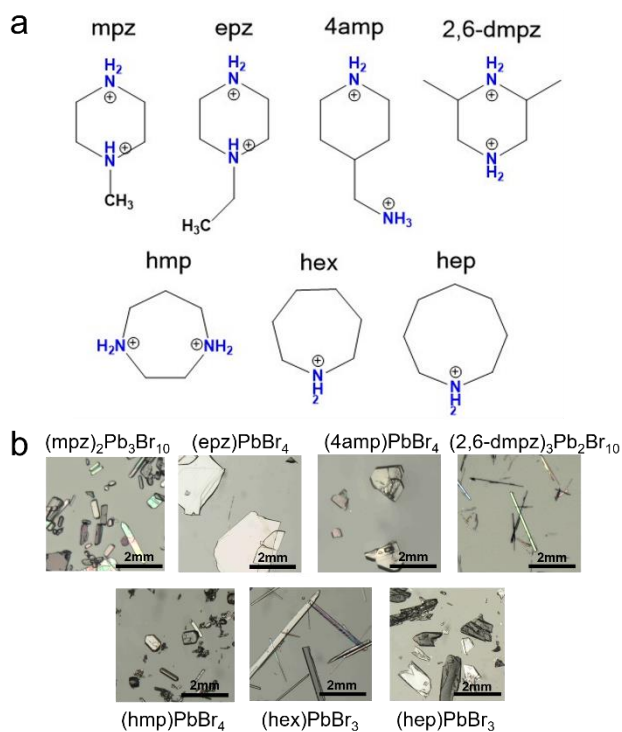 a
mpz epz 4amp 2,6-dmpz
H₂ H₂ H₂ H₂
N N N N
⊕ ⊕ ⊕ ⊕
H ⊕ H ⊕ ⊕
N N N
H₂
CH₃ H₃C ⊕
NH₃
hmp hex hep
H₂N ⊕ ⊕ NH₂ ⊕ ⊕
N N
H H
2 2
b
(mpz)₂Pb₃Br₁₀ (epz)PbBr₄ (4amp)PbBr₄ (2,6-dmpz)₃Pb₂Br₁₀
2mm 2mm 2mm 2mm
2mm 2mm 2mm
(hmp)PbBr₄ (hex)PbBr₃ (hep)PbBr₃